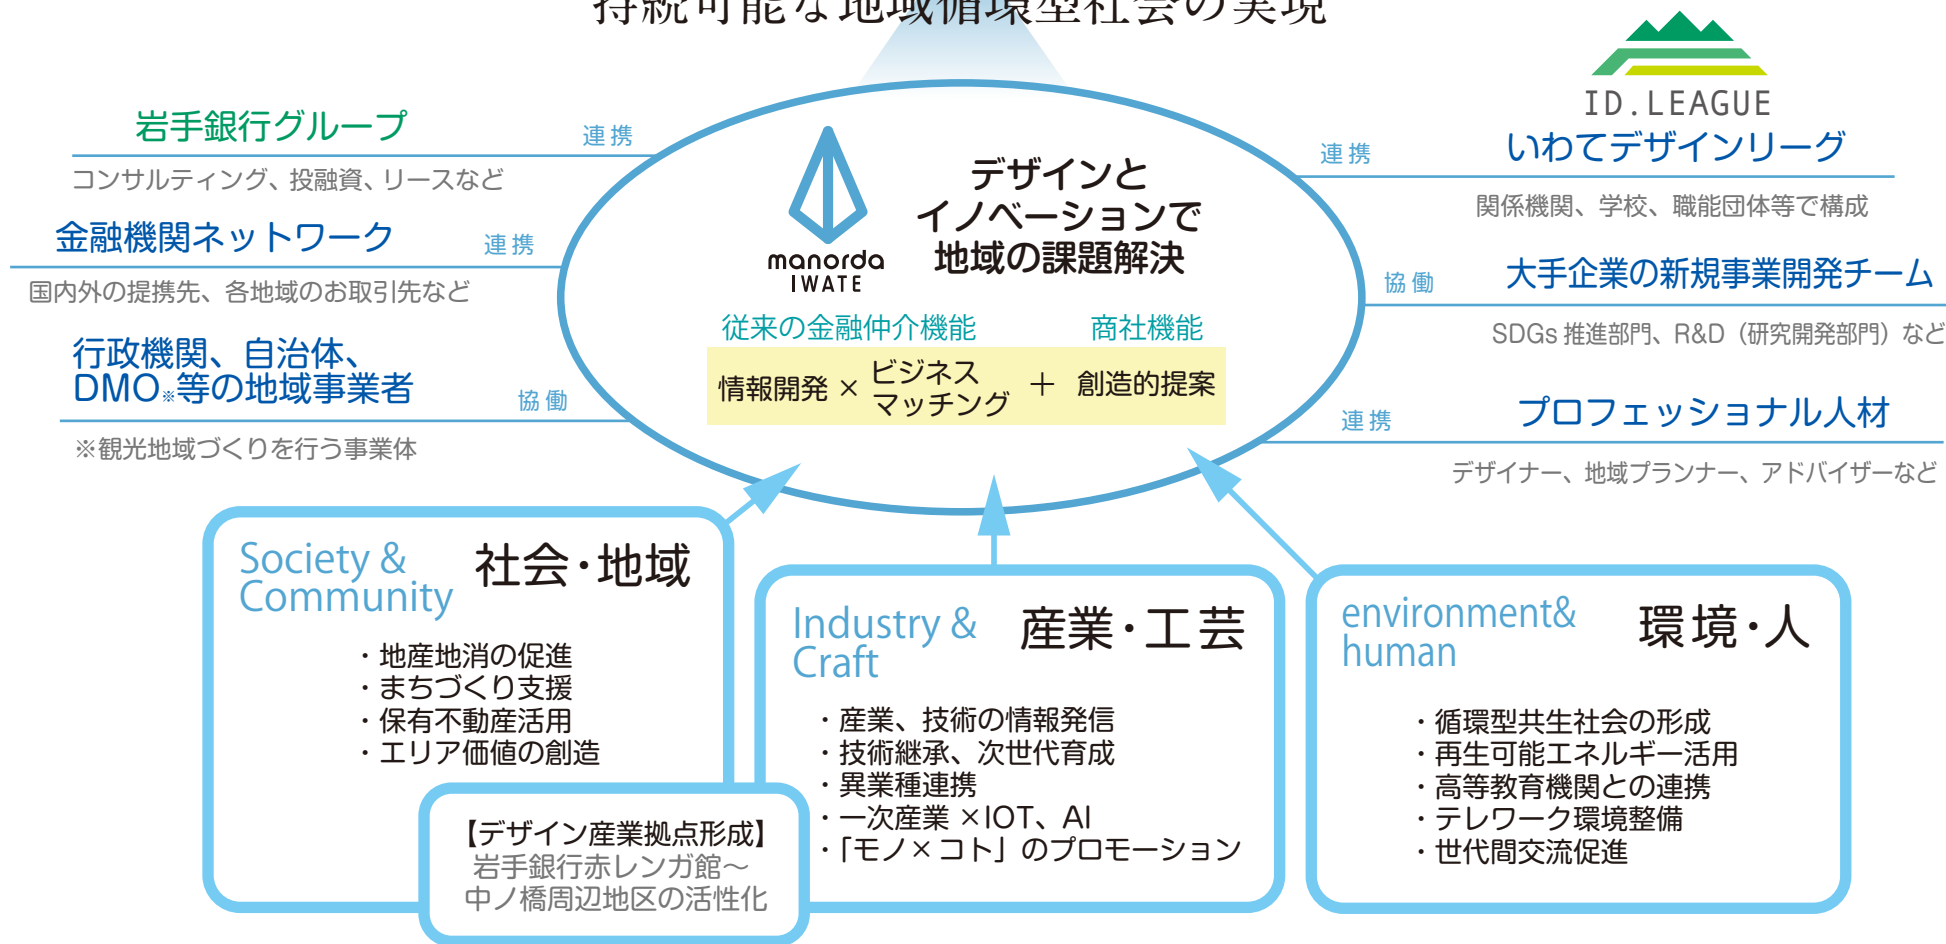 持続可能な地域循環型社会の実現
岩手銀行グループ
連携
コンサルティング、投融資、リースなど
金融機関ネットワーク
連携
国内外の提携先、各地域のお取引先など
行政機関、自治体、
DMO※等の地域事業者
協働
※観光地域づくりを行う事業体
manorda
IWATE
デザインと
イノベーションで
地域の課題解決
従来の金融仲介機能
商社機能
情報開発 × ビジネス
マッチング
＋ 創造的提案
ID.LEAGUE
連携
いわてデザインリーグ
関係機関、学校、職能団体等で構成
協働
大手企業の新規事業開発チーム
SDGs 推進部門、R&D（研究開発部門）など
連携
プロフェッショナル人材
デザイナー、地域プランナー、アドバイザーなど
Society &
Community
社会・地域
・地産地消の促進
・まちづくり支援
・保有不動産活用
・エリア価値の創造
【デザイン産業拠点形成】
岩手銀行赤レンガ館～
中ノ橋周辺地区の活性化
Industry &
Craft
産業・工芸
・産業、技術の情報発信
・技術継承、次世代育成
・異業種連携
・一次産業 ×IOT、AI
・「モノ×コト」のプロモーション
environment&
human
環境・人
・循環型共生社会の形成
・再生可能エネルギー活用
・高等教育機関との連携
・テレワーク環境整備
・世代間交流促進